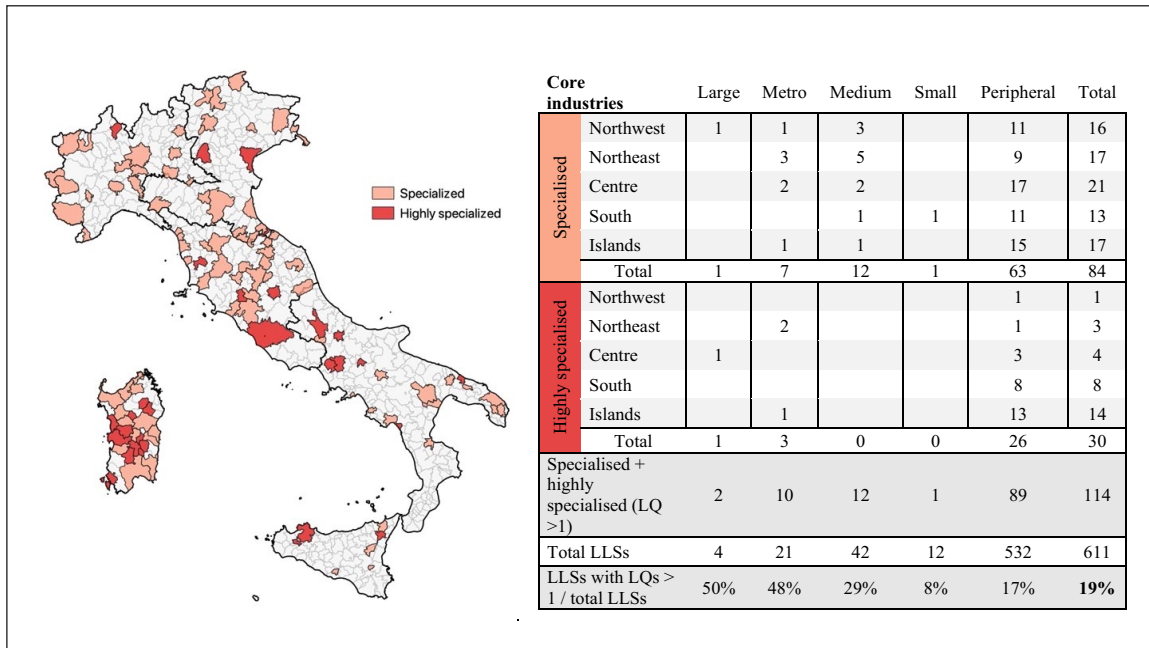 Specialized
Highly specialized
Core
industries Large Metro Medium Small Peripheral Total
Specialised
Northwest 1 1 3 11 16
Northeast 3 5 9 17
Centre 2 2 17 21
South 1 1 11 13
Islands 1 1 15 17
Total 1 7 12 1 63 84
Highly specialised
Northwest 1 1
Northeast 2 1 3
Centre 1 3 4
South 8 8
Islands 1 13 14
Total 1 3 0 0 26 30
Specialised +
highly
specialised (LQ 2 10 12 1 89 114
>1)
Total LLSs 4 21 42 12 532 611
LLSs with LQs >
1 / total LLSs 50% 48% 29% 8% 17% 19%